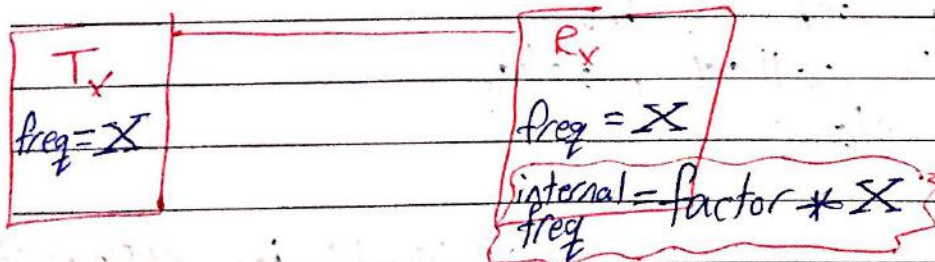 Tx
Rx
freq = X
freq = X
internal freq = factor * X